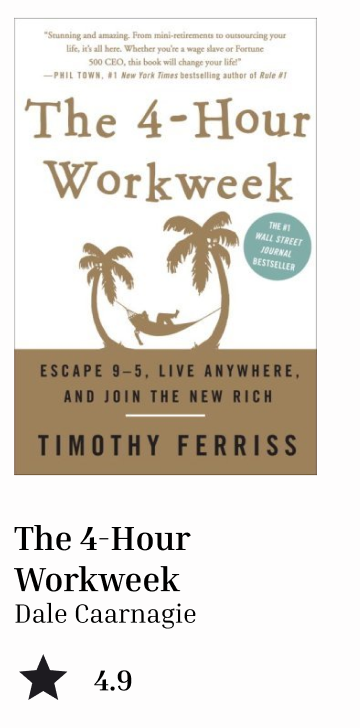 "Stunning and amazing. From mini-retirements to outsourcing your
life, it's all here. Whether you're a wage slave or Fortune
500 CEO, this book will change your life!"
—PHIL TOWN, #1 New York Times bestselling author of Rule #1
The 4-Hour
Workweek
THE #1
WALL STREET
JOURNAL
BESTSELLER
ESCAPE 9–5, LIVE ANYWHERE,
AND JOIN THE NEW RICH
TIMOTHY FERRISS
The 4-Hour
Workweek
Dale Caarnagie
4.9